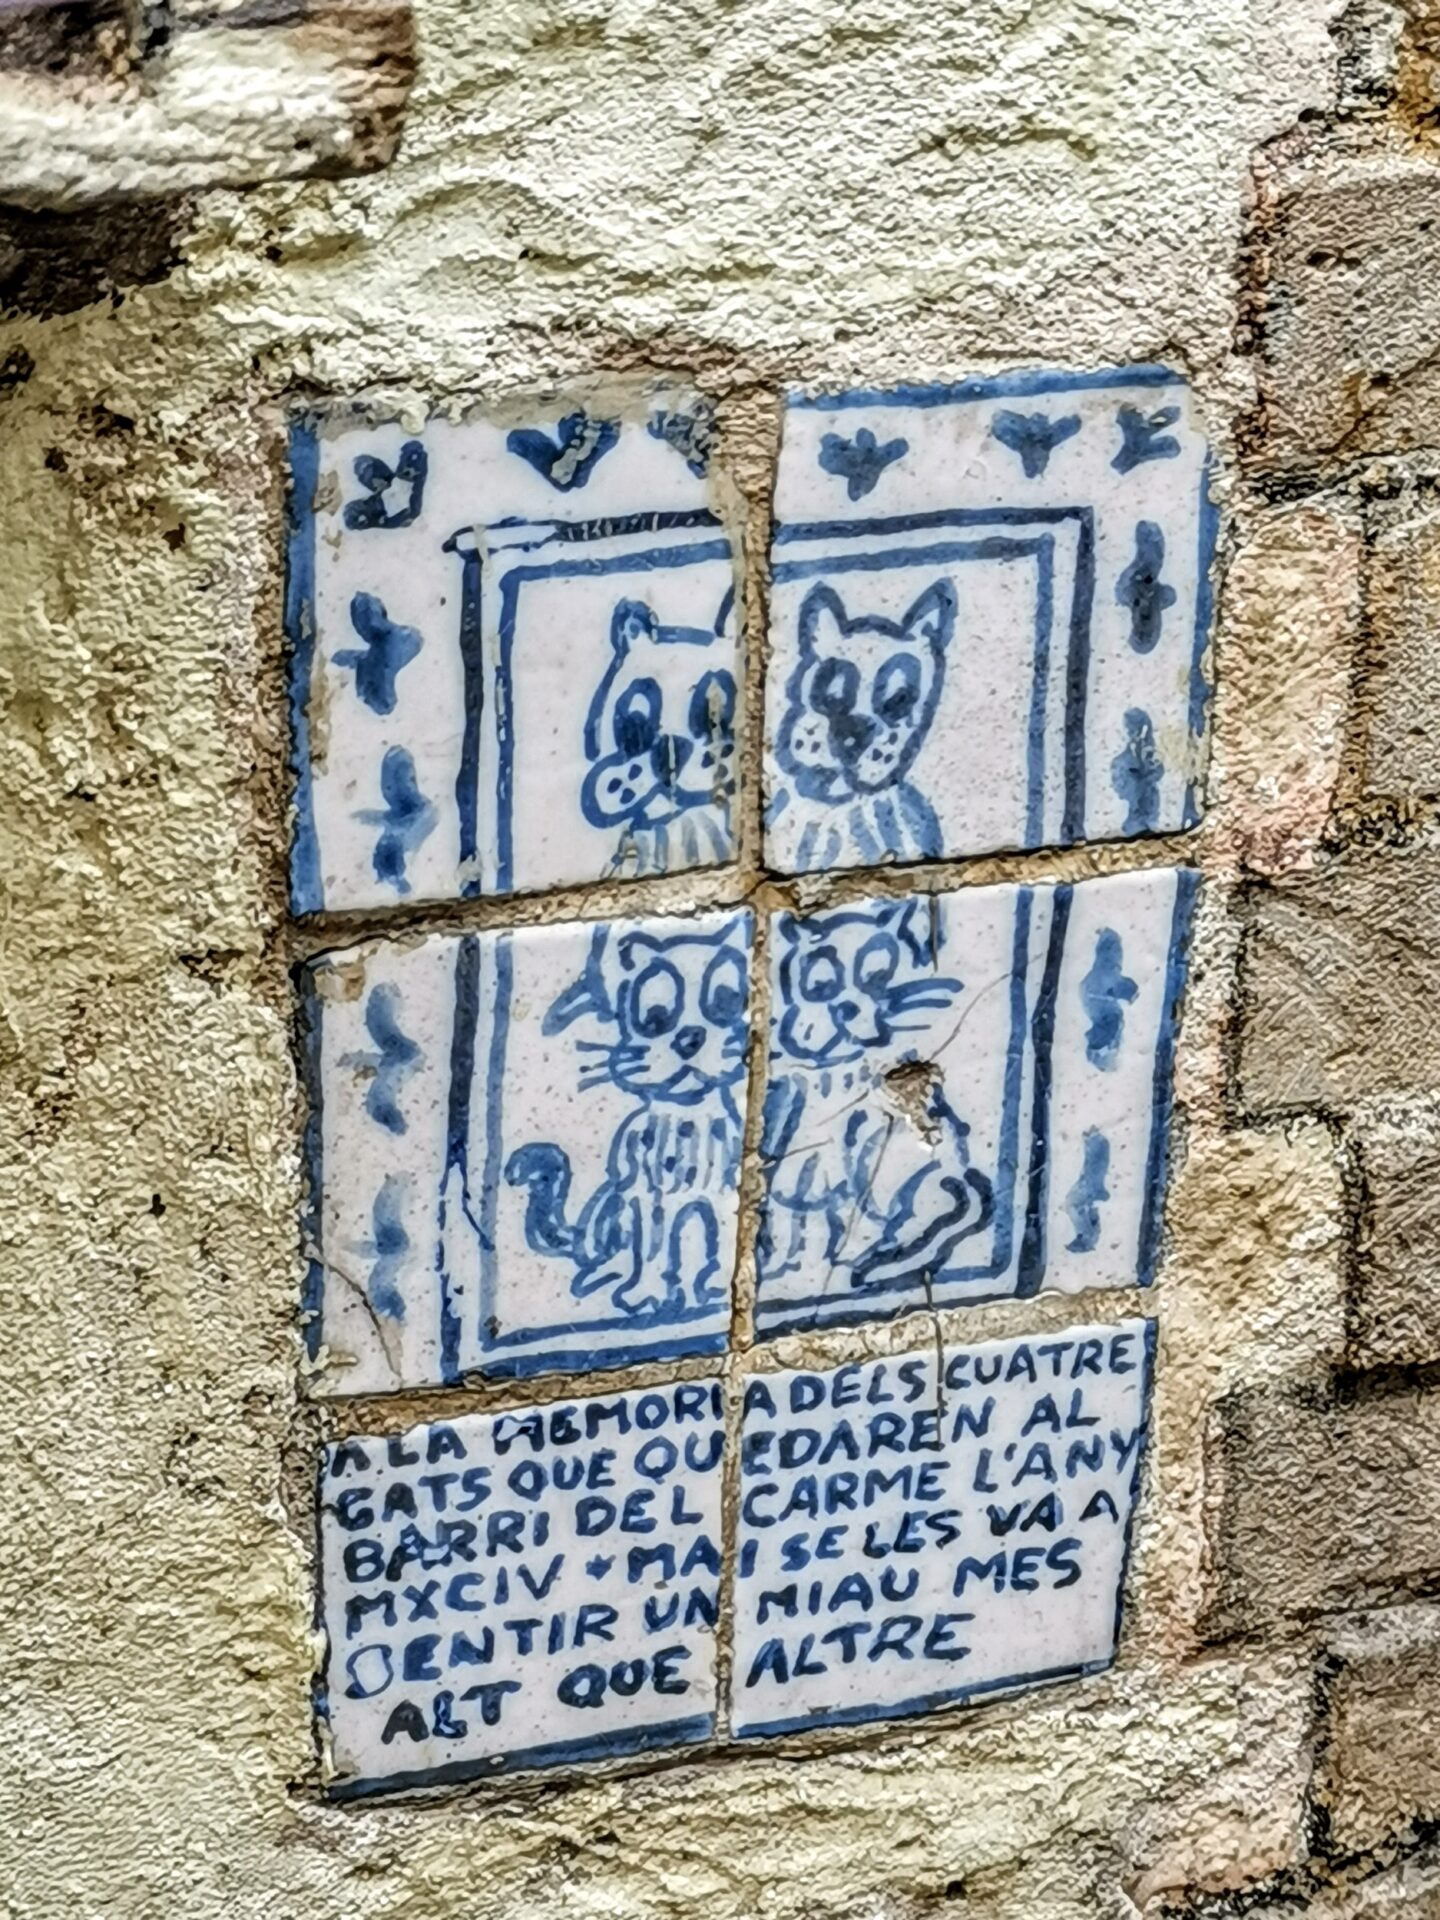 A LA MEMORIA DELS CUATRE
GATS QUE QUEDAREN AL
BARRI DEL CARME L'ANY
MXCIV * MAI SE LES VA A
SENTIR UN MIAU MES
ALT QUE ALTRE